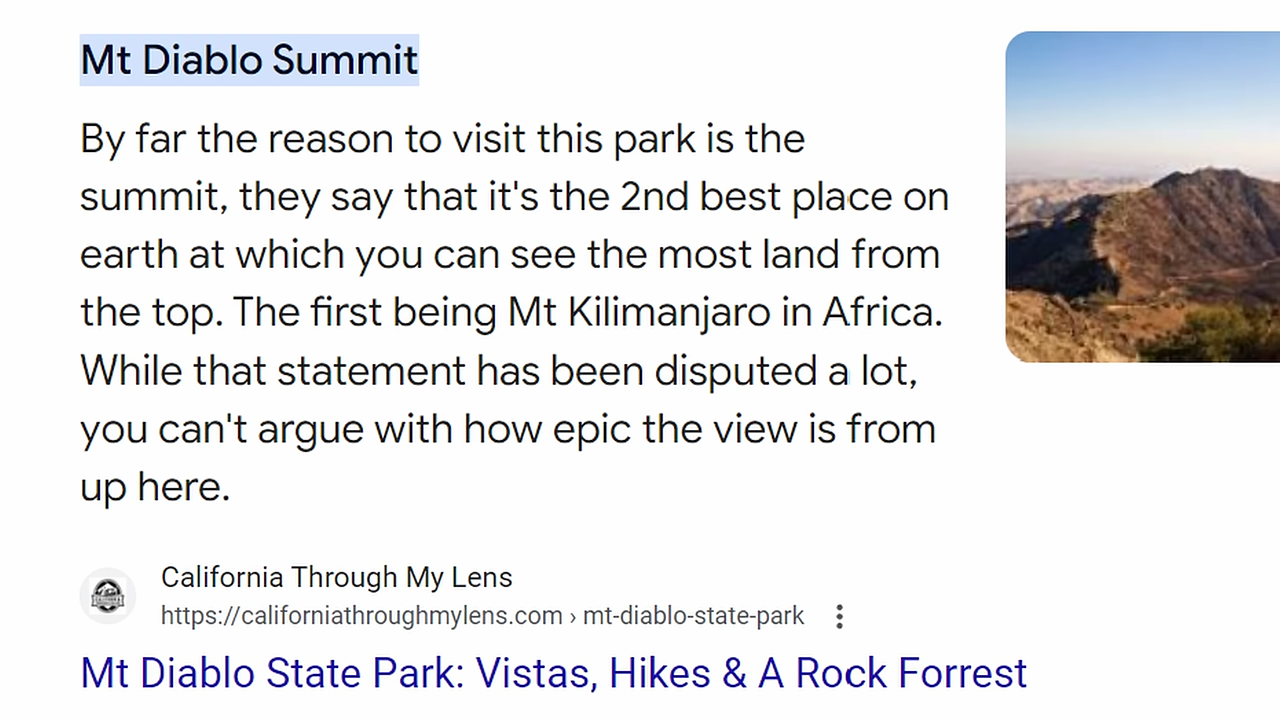 Mt Diablo Summit
By far the reason to visit this park is the
summit, they say that it's the 2nd best place on
earth at which you can see the most land from
the top. The first being Mt Kilimanjaro in Africa.
While that statement has been disputed a lot,
you can't argue with how epic the view is from
up here.
California Through My Lens
https://californiathroughmylens.com › mt-diablo-state-park
Mt Diablo State Park: Vistas, Hikes & A Rock Forrest